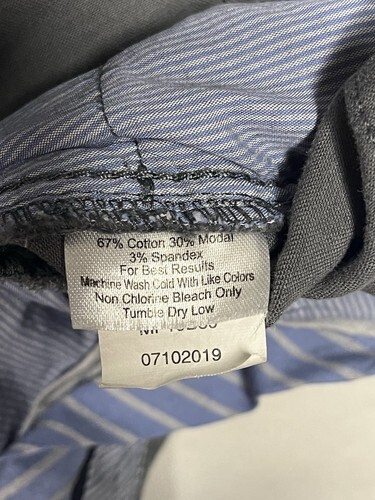 67% Cotton 30% Modal
3% Spandex
For Best Results
Machine Wash Cold With Like Colors
Non Chlorine Bleach Only
Tumble Dry Low
07102019